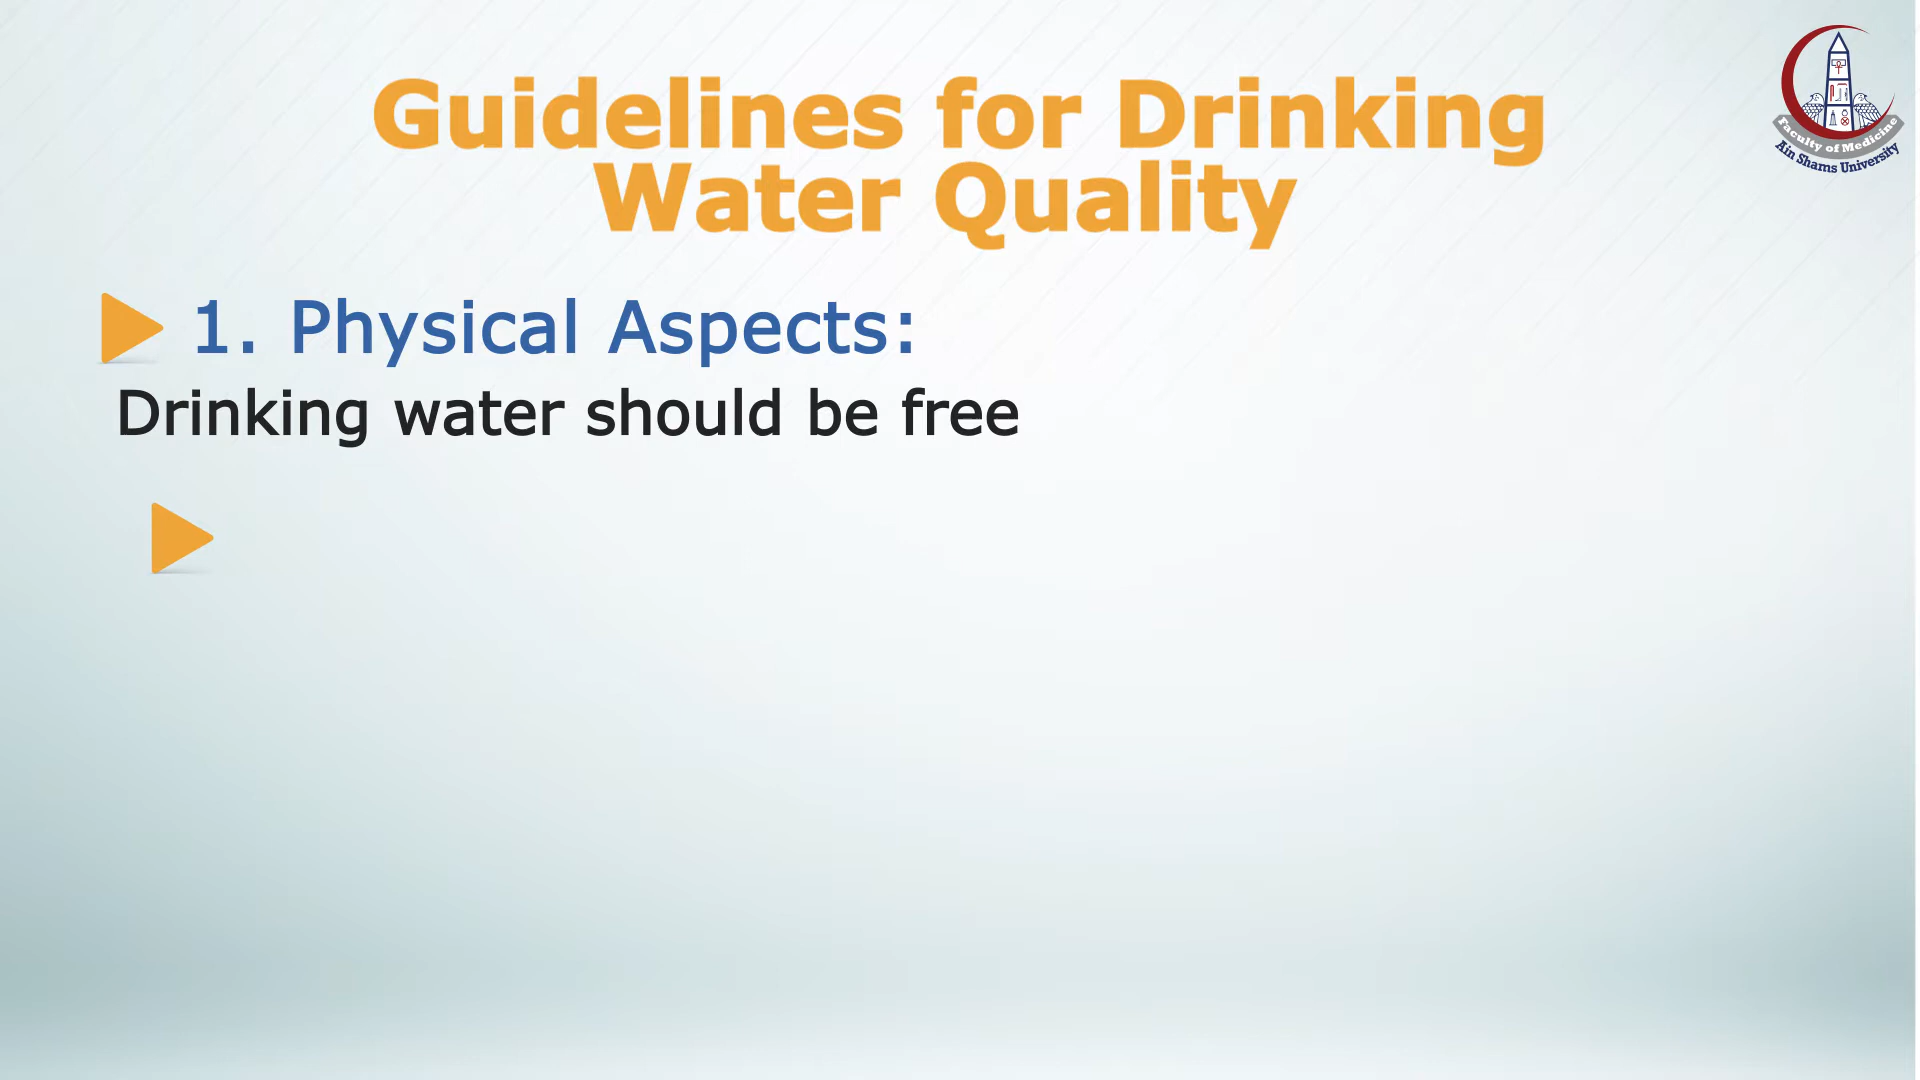 Guidelines for Drinking
Water Quality
Faculty of Medicine
Ain Shams University
1. Physical Aspects:
Drinking water should be free